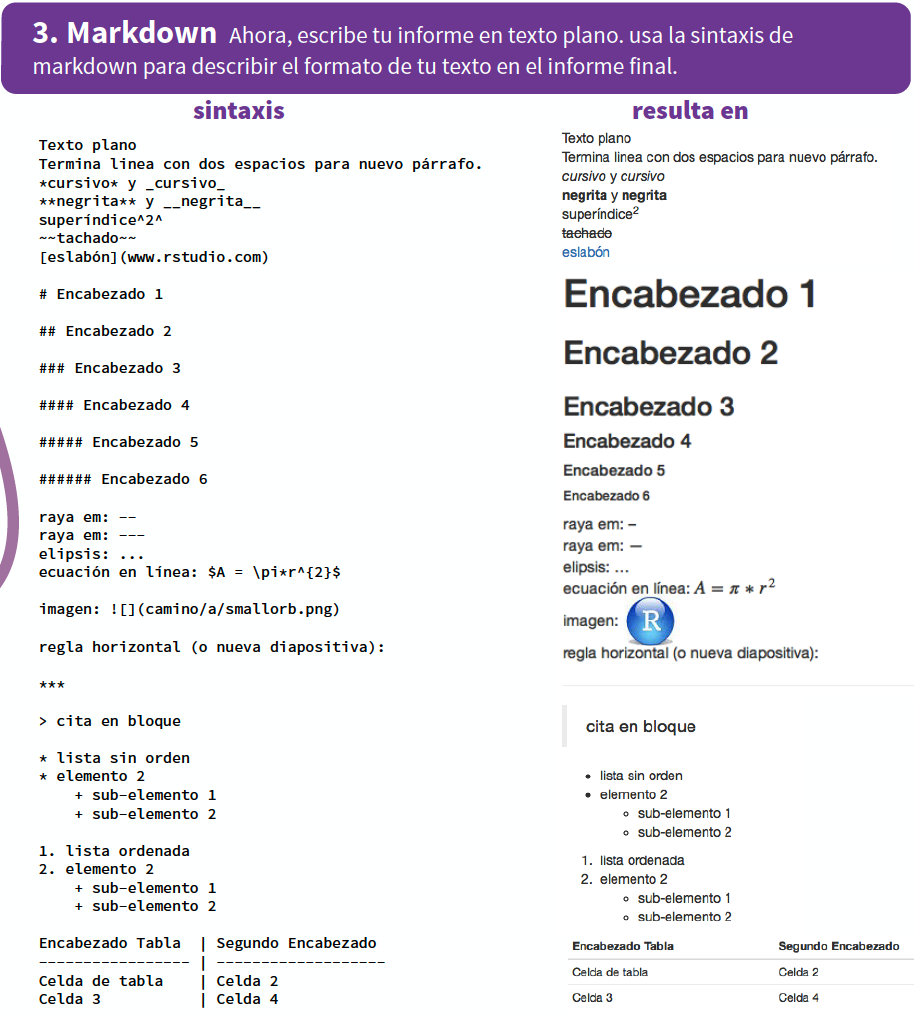 3. Markdown Ahora, escribe tu informe en texto plano. usa la sintaxis de
markdown para describir el formato de tu texto en el informe final.
sintaxis
Texto plano
Termina linea con dos espacios para nuevo párrafo.
*cursivo* y _cursivo_
**negrita** y __negrita__
superíndice^2^
~~tachado~~
[eslabón](www.rstudio.com)
# Encabezado 1
## Encabezado 2
### Encabezado 3
#### Encabezado 4
##### Encabezado 5
###### Encabezado 6
raya em: --
raya em: ---
elipsis: ...
ecuación en línea: $A = \pi*r^{2}$
imagen: ![](camino/a/smallorb.png)
regla horizontal (o nueva diapositiva):
***
> cita en bloque
* lista sin orden
* elemento 2
+ sub-elemento 1
+ sub-elemento 2
1. lista ordenada
2. elemento 2
+ sub-elemento 1
+ sub-elemento 2
Encabezado Tabla | Segundo Encabezado
----------------- | -------------------
Celda de tabla | Celda 2
Celda 3 | Celda 4
resulta en
Texto plano
Termina linea con dos espacios para nuevo párrafo.
cursivo y cursivo
negrita y negrita
superíndice²
tachado
eslabón
Encabezado 1
Encabezado 2
Encabezado 3
Encabezado 4
Encabezado 5
Encabezado 6
raya em: –
raya em: —
elipsis: …
ecuación en línea: A = π * r²
imagen: R
regla horizontal (o nueva diapositiva):
cita en bloque
• lista sin orden
• elemento 2
◦ sub-elemento 1
◦ sub-elemento 2
1. lista ordenada
2. elemento 2
◦ sub-elemento 1
◦ sub-elemento 2
Encabezado Tabla Segundo Encabezado
Celda de tabla Celda 2
Celda 3 Celda 4